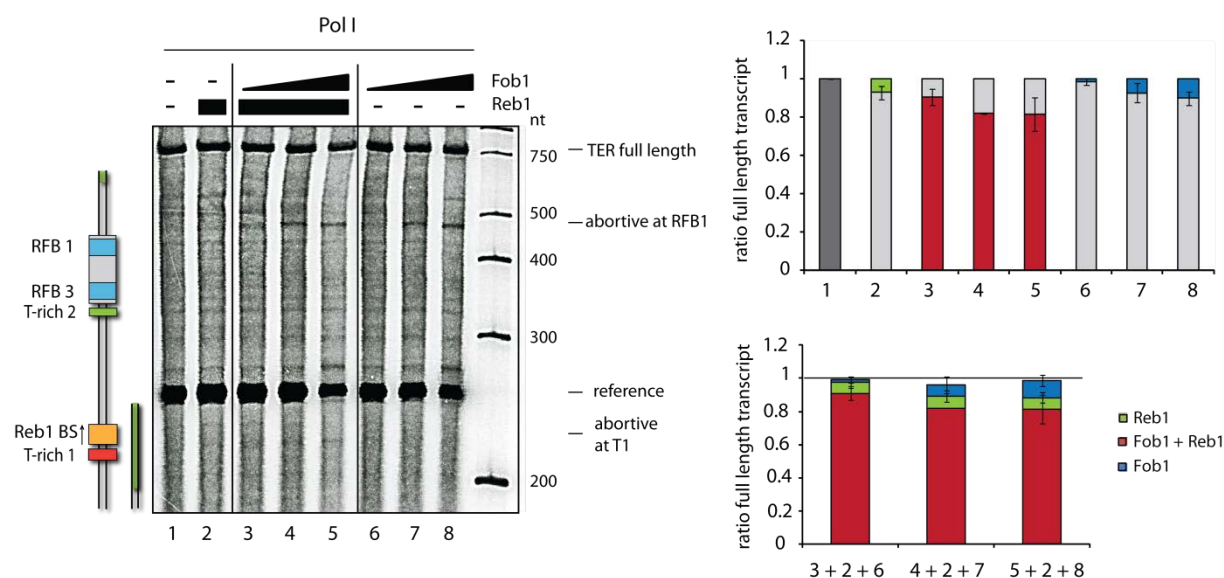 Pol I
– – Fob1
– – – – Reb1
nt
TER full length
750
500
abortive at RFB1
400
300
reference
abortive
at T1
200
RFB 1
RFB 3
T-rich 2
Reb1 BS
T-rich 1
1 2 3 4 5 6 7 8
ratio full length transcript
1.2
1
0.8
0.6
0.4
0.2
0
1 2 3 4 5 6 7 8
ratio full length transcript
1.2
1
0.8
0.6
0.4
0.2
0
3 + 2 + 6 4 + 2 + 7 5 + 2 + 8
Reb1
Fob1 + Reb1
Fob1